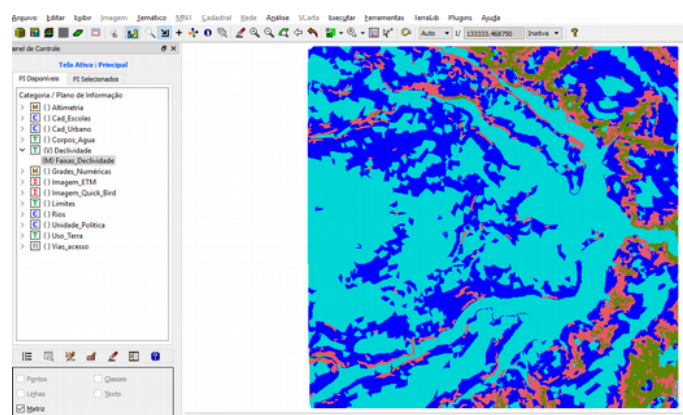 Arquivo Editar Exibir Imagem Temático MNT Cadastral Rede Análise SCarta Executar Ferramentas TerraLib Plugins Ajuda
Auto 1/ 133333.468750 Inativa ?
ainel de Controle
Tela Ativa : Principal
PI Disponíveis PI Selecionados
Categoria / Plano de Informação
M ( ) Altimetria
C ( ) Cad_Escolas
C ( ) Cad_Urbano
T ( ) Corpos_Agua
T (V) Declividade
(M) Faixas_Declividade
M ( ) Grades_Numéricas
I ( ) Imagem_ETM
I ( ) Imagem_Quick_Bird
T ( ) Limites
C ( ) Rios
C ( ) Unidade_Politica
T ( ) Uso_Terra
( ) Vias_acesso
Pontos Classes
Linhas Texto
Matriz